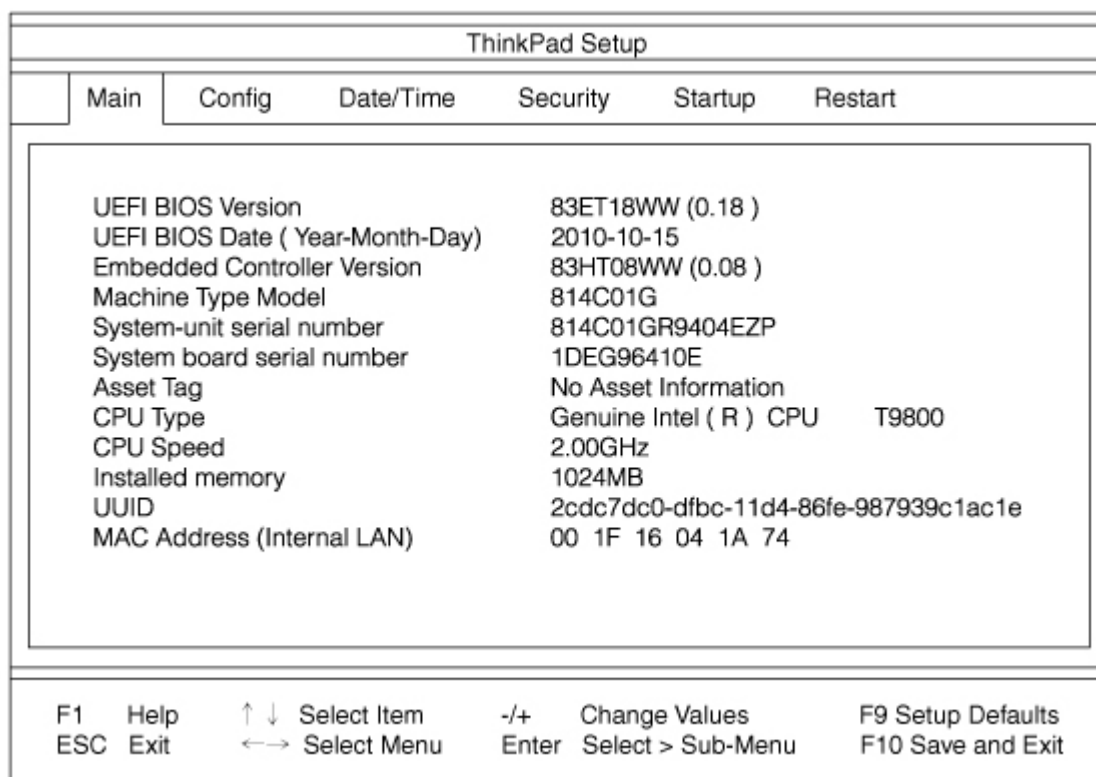 ThinkPad Setup
Main Config Date/Time Security Startup Restart
UEFI BIOS Version 83ET18WW (0.18 )
UEFI BIOS Date ( Year-Month-Day) 2010-10-15
Embedded Controller Version 83HT08WW (0.08 )
Machine Type Model 814C01G
System-unit serial number 814C01GR9404EZP
System board serial number 1DEG96410E
Asset Tag No Asset Information
CPU Type Genuine Intel ( R ) CPU T9800
CPU Speed 2.00GHz
Installed memory 1024MB
UUID 2cdc7dc0-dfbc-11d4-86fe-987939c1ac1e
MAC Address (Internal LAN) 00 1F 16 04 1A 74
F1 Help ↑ ↓ Select Item -/+ Change Values F9 Setup Defaults
ESC Exit ←→ Select Menu Enter Select > Sub-Menu F10 Save and Exit